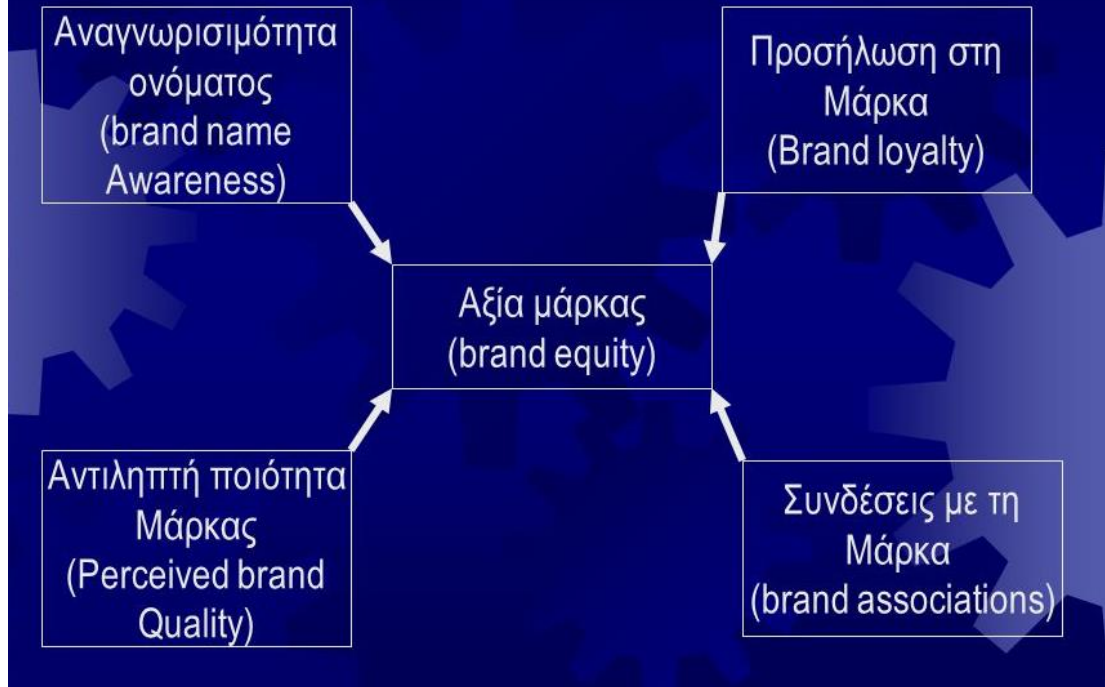 Αναγνωρισιμότητα
ονόματος
(brand name
Awareness)
Προσήλωση στη
Μάρκα
(Brand loyalty)
Αξία μάρκας
(brand equity)
Αντιληπτή ποιότητα
Μάρκας
(Perceived brand
Quality)
Συνδέσεις με τη
Μάρκα
(brand associations)